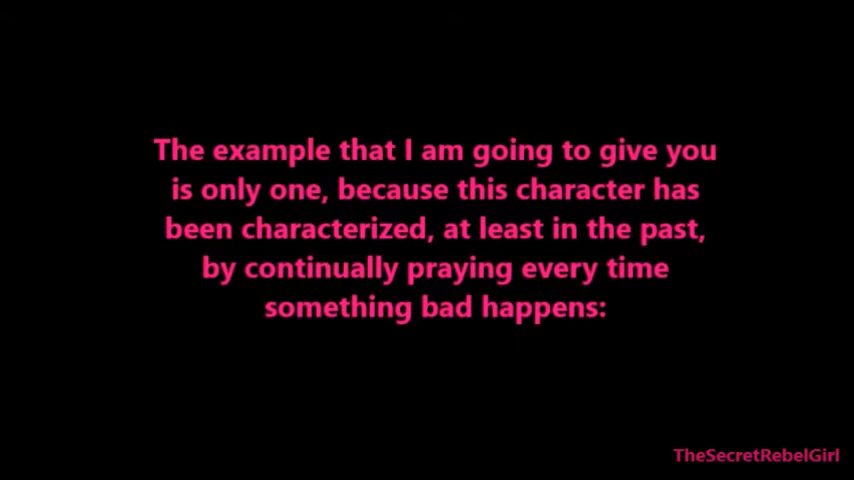 The example that I am going to give you
is only one, because this character has
been characterized, at least in the past,
by continually praying every time
something bad happens:
TheSecretRebelGirl